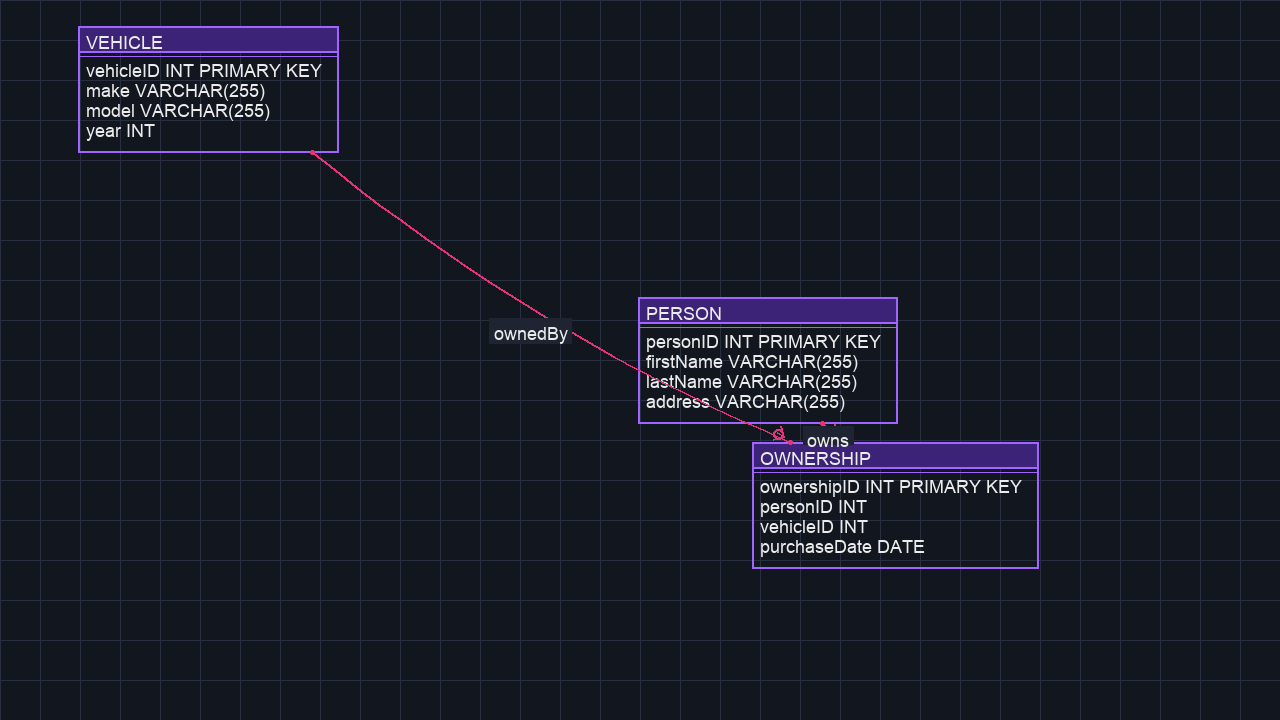 VEHICLE
vehicleID INT PRIMARY KEY
make VARCHAR(255)
model VARCHAR(255)
year INT
ownedBy
PERSON
personID INT PRIMARY KEY
firstName VARCHAR(255)
lastName VARCHAR(255)
address VARCHAR(255)
owns
OWNERSHIP
ownershipID INT PRIMARY KEY
personID INT
vehicleID INT
purchaseDate DATE